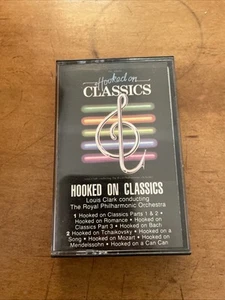 Hooked on
CLASSICS
HOOKED ON CLASSICS
Louis Clark conducting
The Royal Philharmonic Orchestra
1 Hooked on Classics Parts 1 & 2 •
Hooked on Romance • Hooked on
Classics Part 3 • Hooked on Bach
2 Hooked on Tchaikovsky • Hooked on a
Song • Hooked on Mozart • Hooked on
Mendelssohn • Hooked on a Can Can